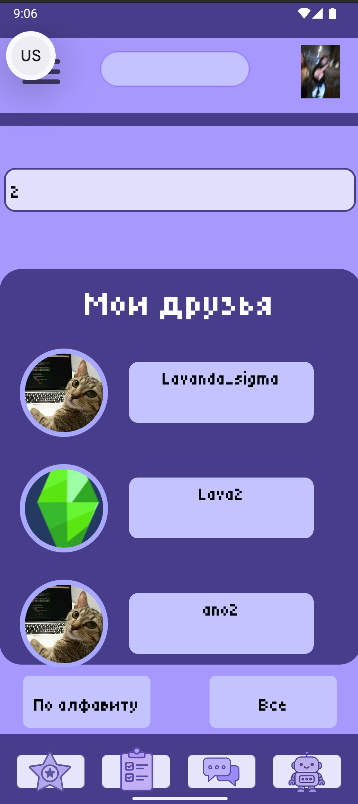 9:06
US
2
Мои друзья
Lavanda_sigma
Lava2
ano2
По алфавиту
Все